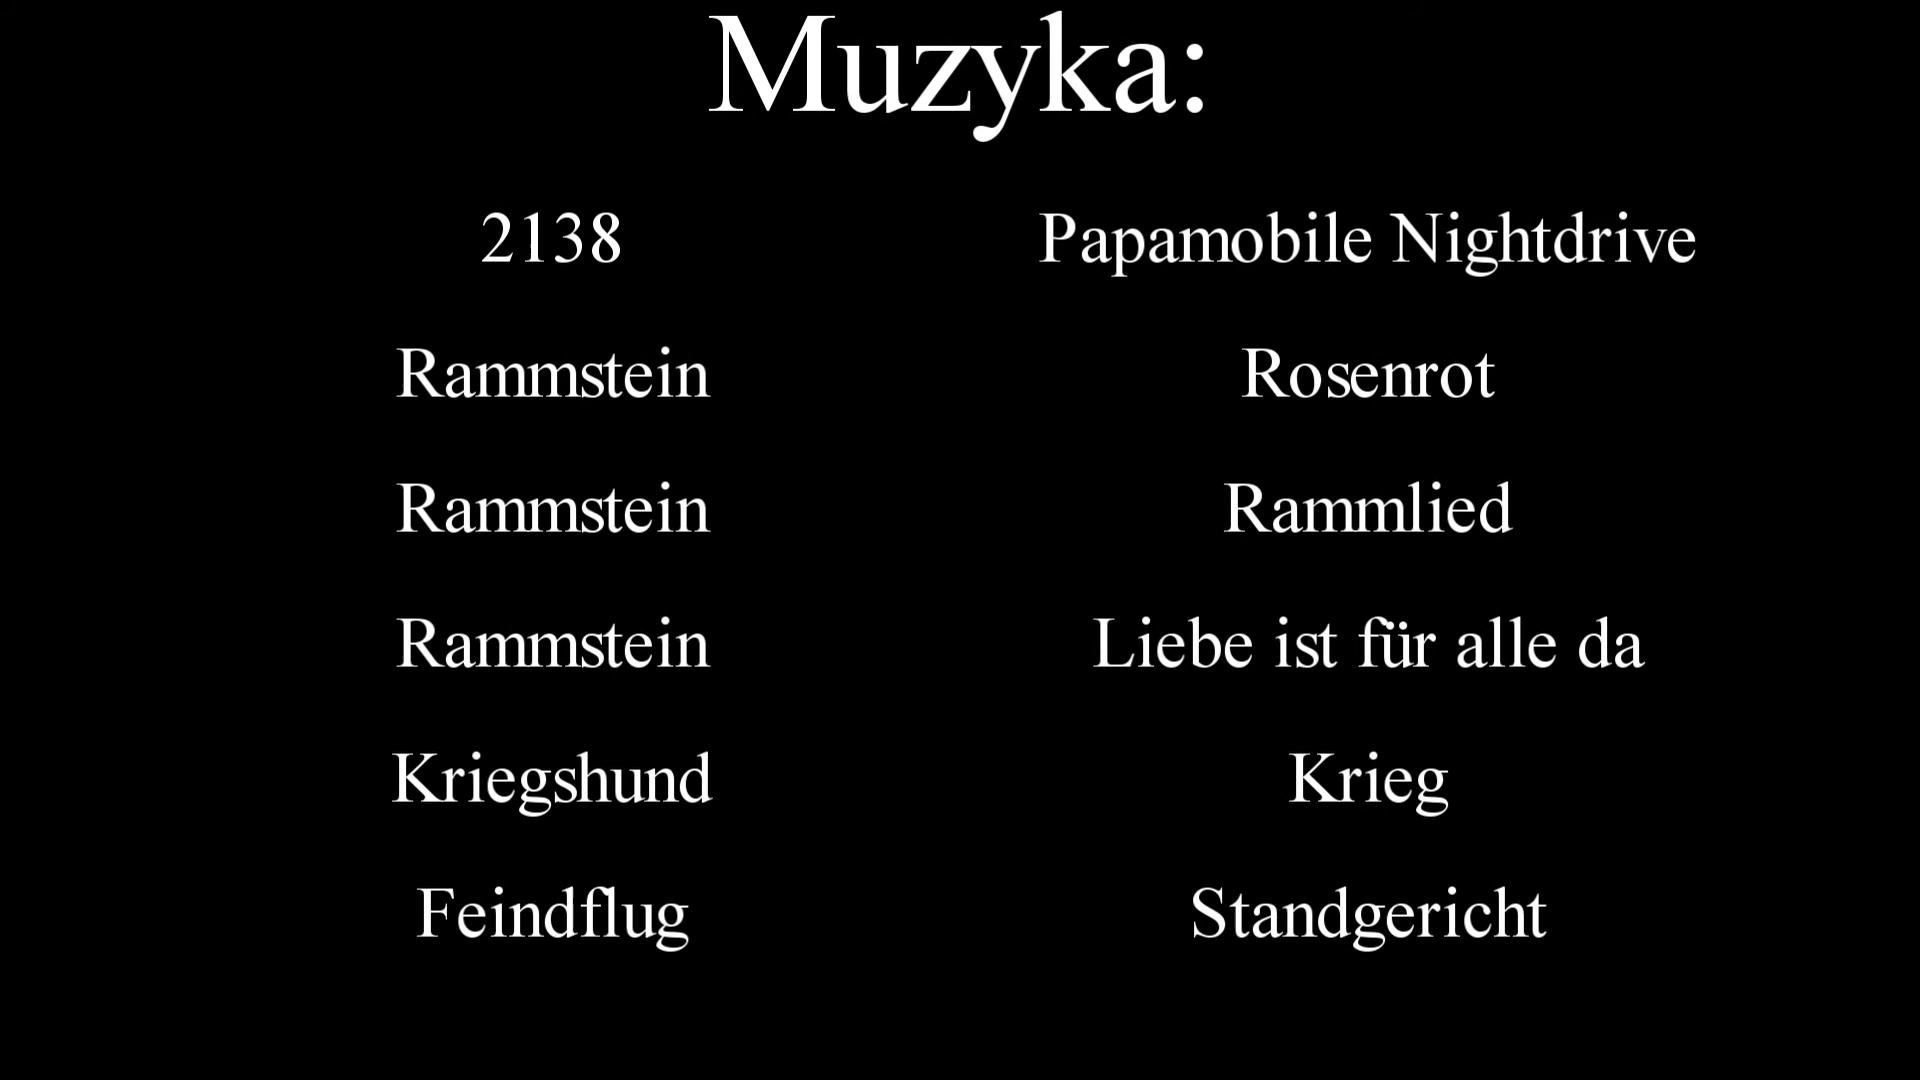 Muzyka:
2138 Papamobile Nightdrive
Rammstein Rosenrot
Rammstein Rammlied
Rammstein Liebe ist für alle da
Kriegshund Krieg
Feindflug Standgericht